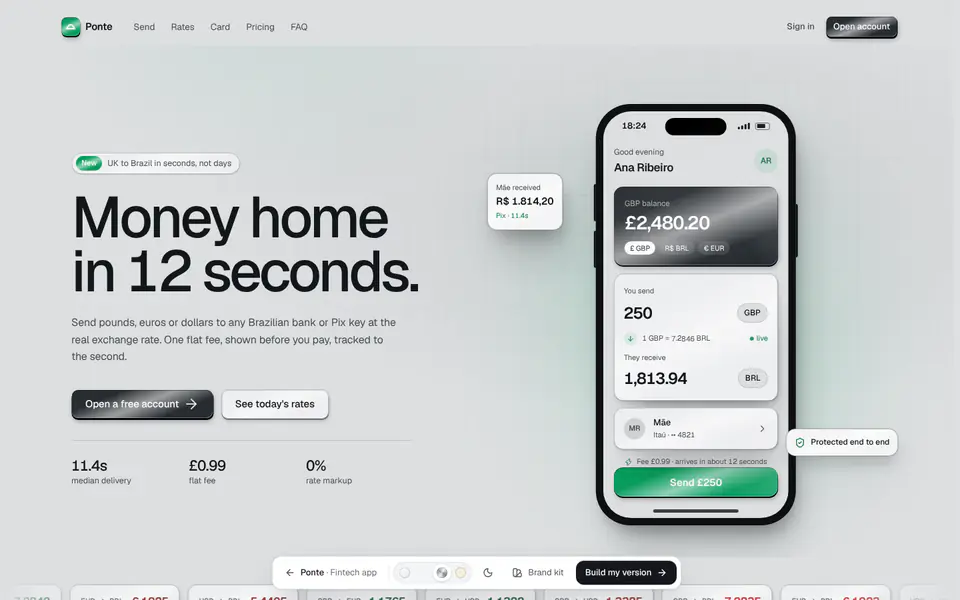 Ponte
Send
Rates
Card
Pricing
FAQ
Sign in
Open account
New UK to Brazil in seconds, not days
Money home
in 12 seconds.
Send pounds, euros or dollars to any Brazilian bank or Pix key at the
real exchange rate. One flat fee, shown before you pay, tracked to
the second.
Open a free account
See today's rates
11.4s
median delivery
£0.99
flat fee
0%
rate markup
Mãe received
R$ 1.814,20
Pix · 11.4s
18:24
Good evening
Ana Ribeiro
AR
GBP balance
£2,480.20
£ GBP
R$ BRL
€ EUR
You send
250
GBP
1 GBP = 7.2846 BRL
live
They receive
1,813.94
BRL
MR
Mãe
Itaú · •• 4821
Fee £0.99 · arrives in about 12 seconds
Send £250
Protected end to end
Ponte · Fintech app
Brand kit
Build my version